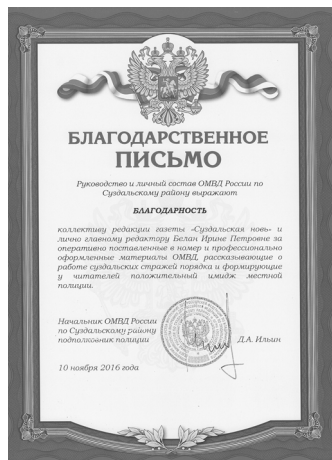 БЛАГОДАРСТВЕННОЕ
ПИСЬМО
Руководство и личный состав ОМВД России по
Суздальскому району выражают
БЛАГОДАРНОСТЬ
коллективу редакции газеты «Суздальская новь» и
лично главному редактору Белан Ирине Петровне за
оперативно поставленные в номер и профессионально
оформленные материалы ОМВД, рассказывающие о
работе суздальских стражей порядка и формирующие
у читателей положительный имидж местной
полиции.
Начальник ОМВД России
по Суздальскому району
подполковник полиции Д.А. Ильин
10 ноября 2016 года